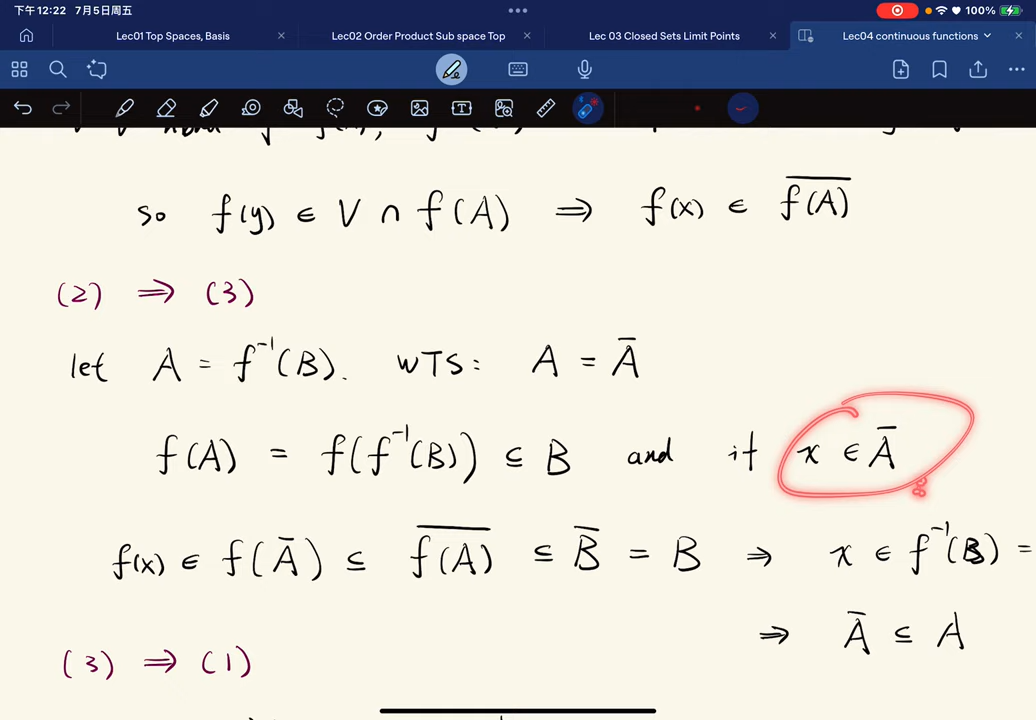 下午12:22 7月5日周五
100%
Lec01 Top Spaces, Basis
Lec02 Order Product Sub space Top
Lec 03 Closed Sets Limit Points
Lec04 continuous functions
so f(y) ∈ V ∩ f(A) ⇒ f(x) ∈ \overline{f(A)}
(2) ⇒ (3)
let A = f⁻¹(B). WTS: A = Ā
f(A) = f(f⁻¹(B)) ⊆ B and if x ∈ Ā
f(x) ∈ f(Ā) ≤ \overline{f(A)} ⊆ B̄ = B ⇒ x ∈ f⁻¹(B) =
⇒ Ā ⊆ A
(3) ⇒ (1)